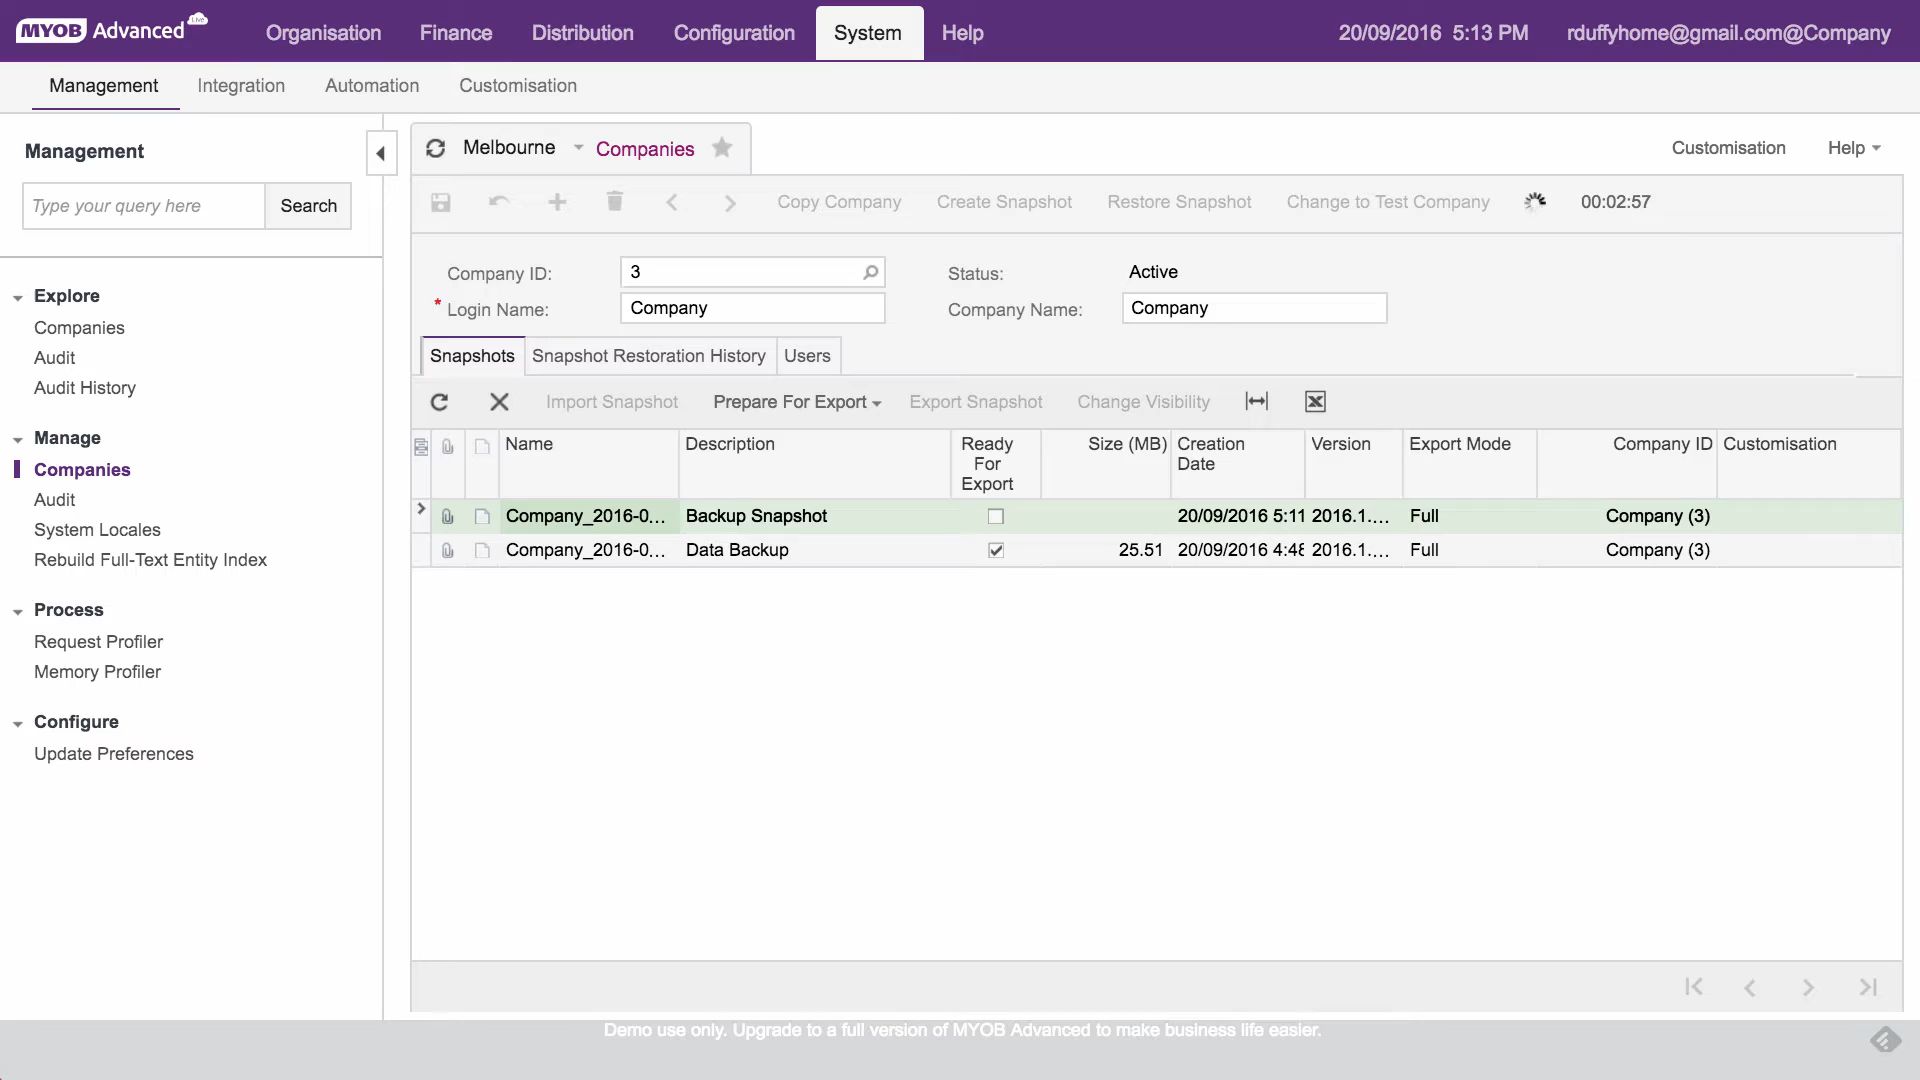 MYOB Advanced Live
Organisation Finance Distribution Configuration System Help 20/09/2016 5:13 PM rduffyhome@gmail.com@Company
Management Integration Automation Customisation
Management
Type your query here Search
Explore
Companies
Audit
Audit History
Manage
Companies
Audit
System Locales
Rebuild Full-Text Entity Index
Process
Request Profiler
Memory Profiler
Configure
Update Preferences
Melbourne Companies Customisation Help
Copy Company Create Snapshot Restore Snapshot Change to Test Company 00:02:57
Company ID: 3 Status: Active
* Login Name: Company Company Name: Company
Snapshots Snapshot Restoration History Users
Import Snapshot Prepare For Export Export Snapshot Change Visibility
Name Description Ready For Export Size (MB) Creation Date Version Export Mode Company ID Customisation
Company_2016-0... Backup Snapshot 20/09/2016 5:11 2016.1.... Full Company (3)
Company_2016-0... Data Backup 25.51 20/09/2016 4:48 2016.1.... Full Company (3)
Demo use only. Upgrade to a full version of MYOB Advanced to make business life easier.